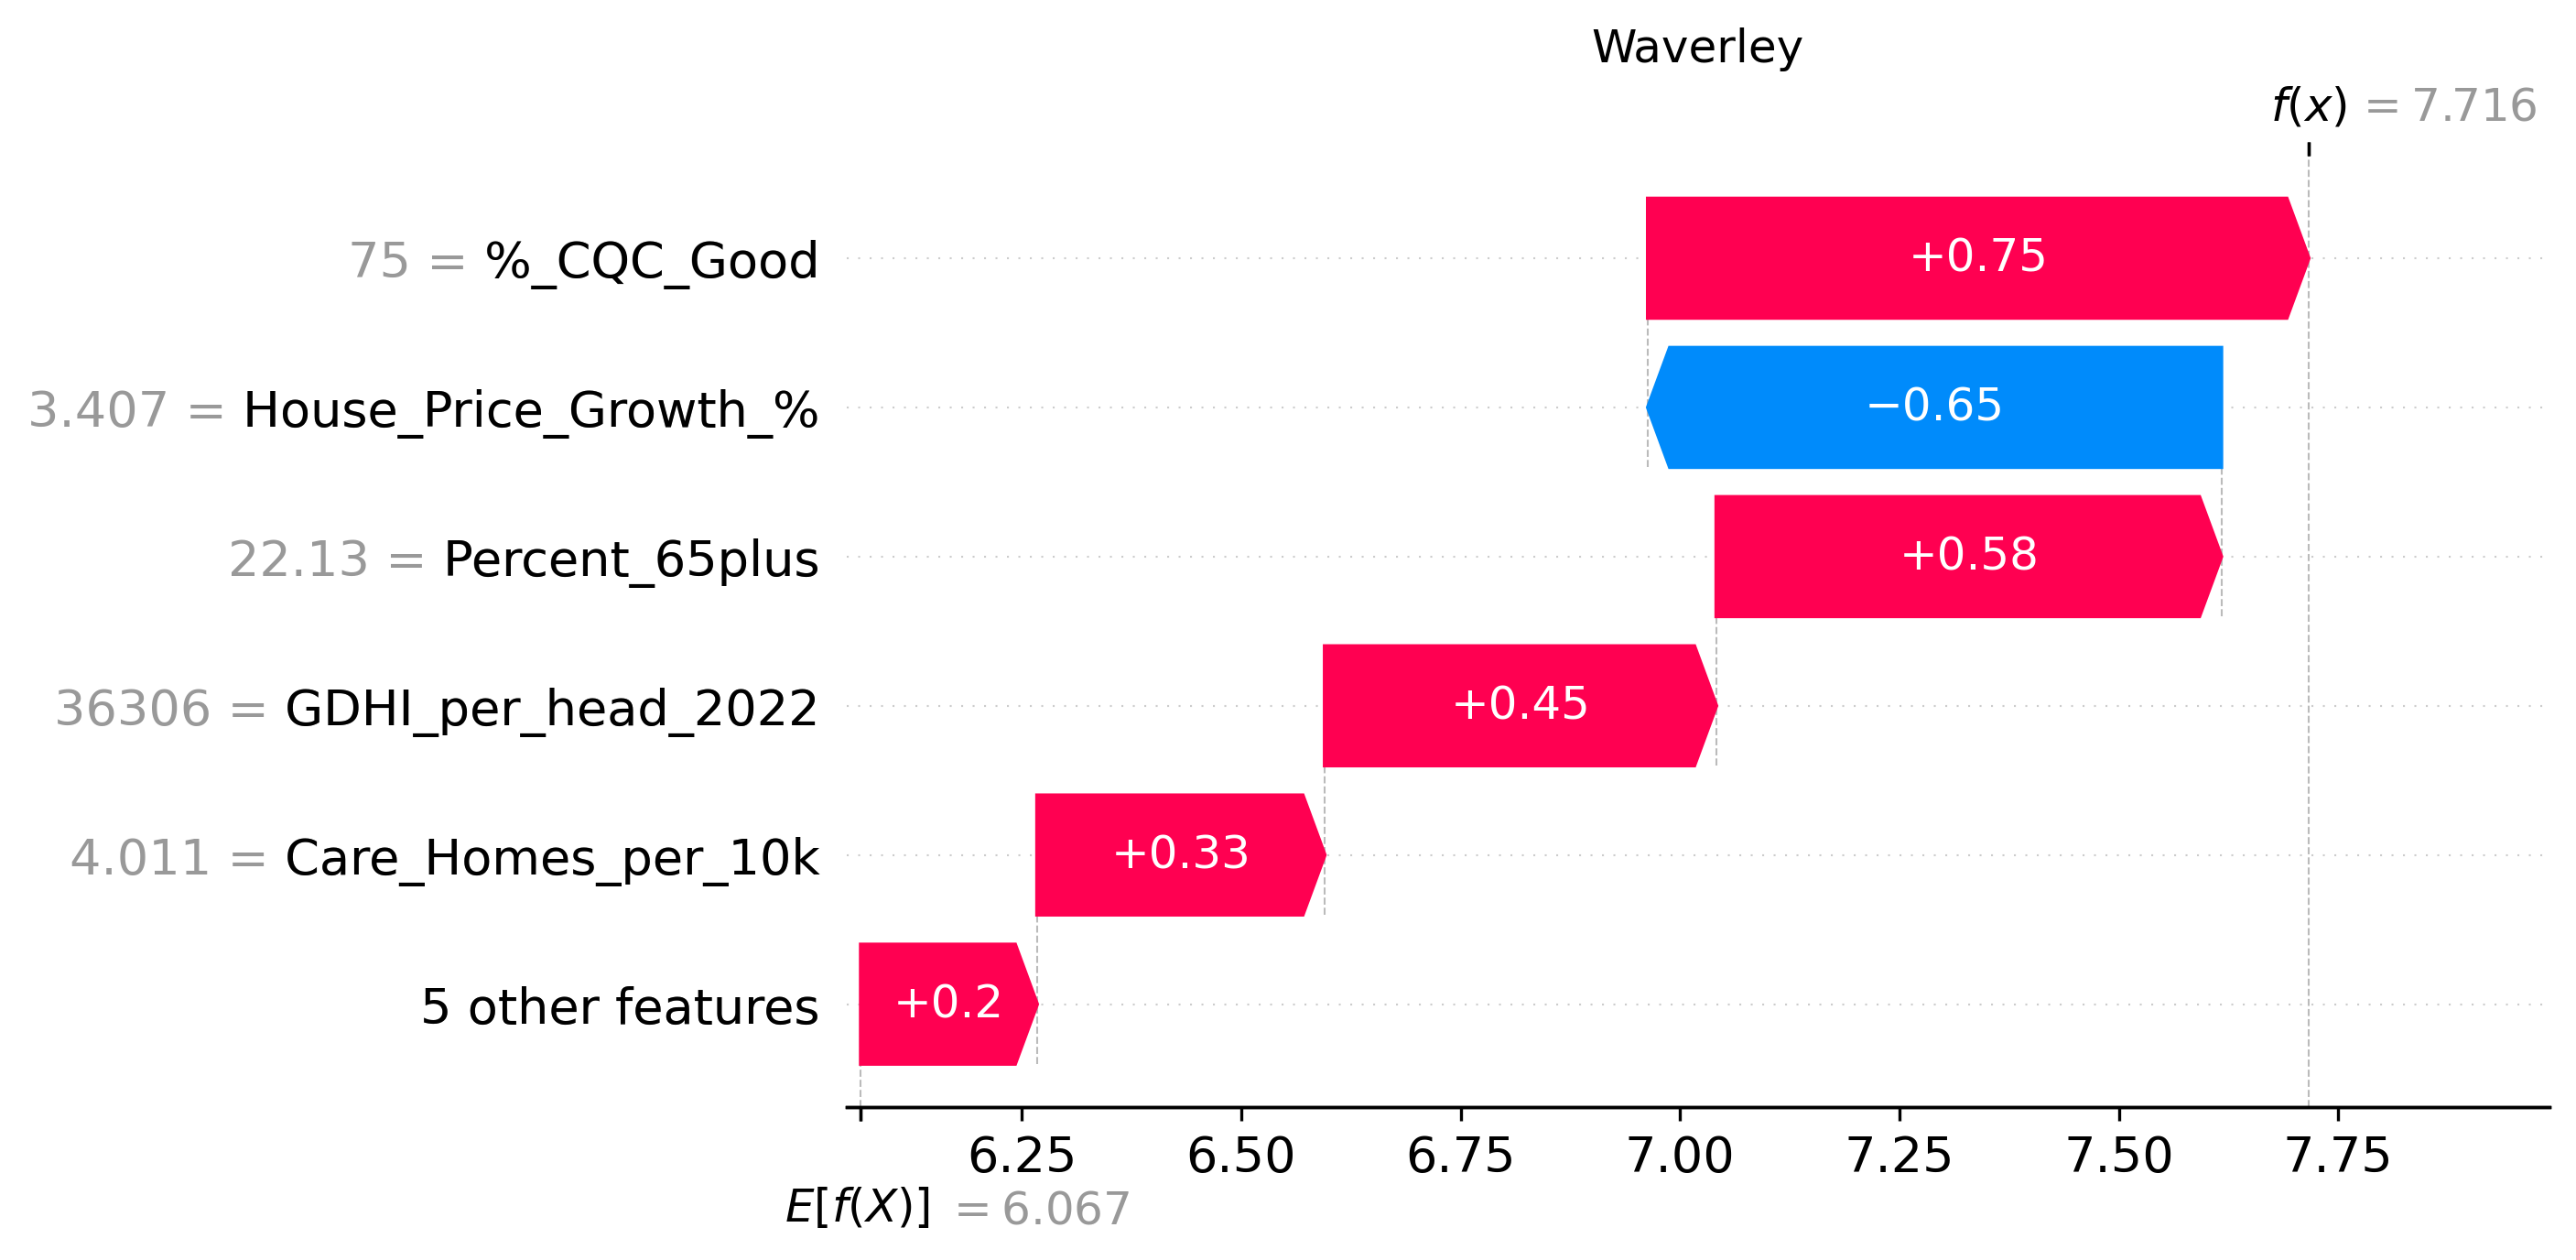 Waverley
f(x) = 7.716
75 = %_CQC_Good
+0.75
3.407 = House_Price_Growth_%
−0.65
22.13 = Percent_65plus
+0.58
36306 = GDHI_per_head_2022
+0.45
4.011 = Care_Homes_per_10k
+0.33
5 other features
+0.2
6.25 6.50 6.75 7.00 7.25 7.50 7.75
E[f(X)] = 6.067